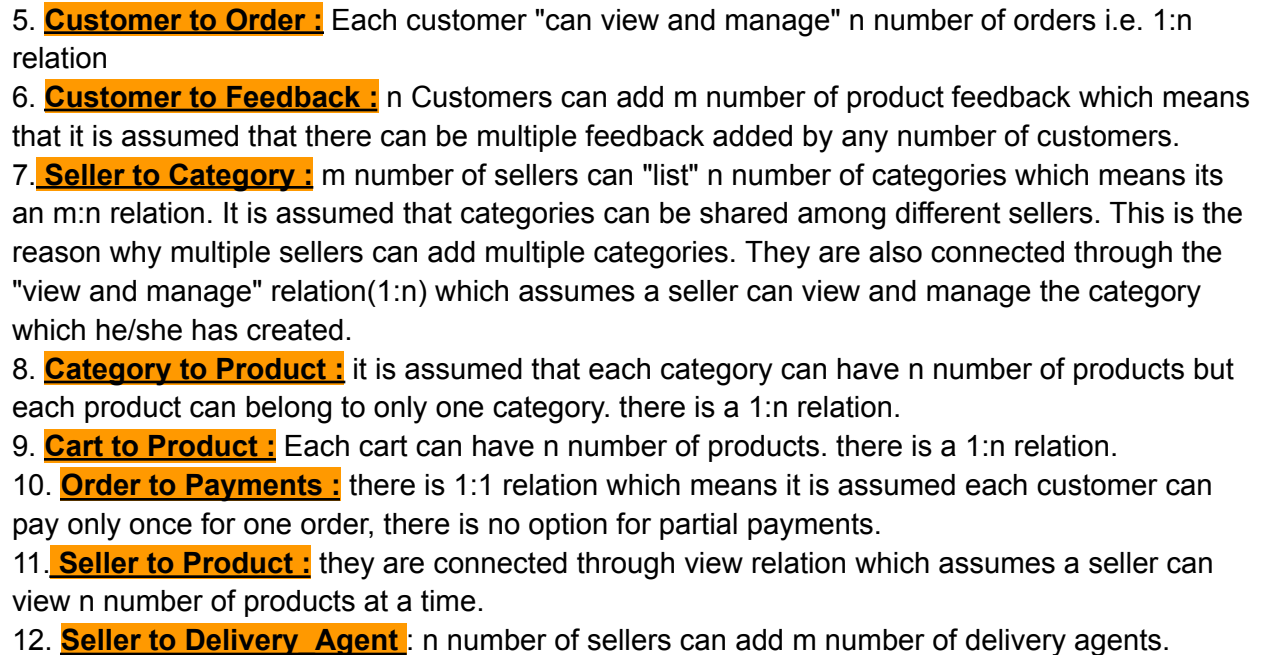 5. Customer to Order : Each customer "can view and manage" n number of orders i.e. 1:n
relation
6. Customer to Feedback : n Customers can add m number of product feedback which means
that it is assumed that there can be multiple feedback added by any number of customers.
7. Seller to Category : m number of sellers can "list" n number of categories which means its
an m:n relation. It is assumed that categories can be shared among different sellers. This is the
reason why multiple sellers can add multiple categories. They are also connected through the
"view and manage" relation(1:n) which assumes a seller can view and manage the category
which he/she has created.
8. Category to Product : it is assumed that each category can have n number of products but
each product can belong to only one category. there is a 1:n relation.
9. Cart to Product : Each cart can have n number of products. there is a 1:n relation.
10. Order to Payments : there is 1:1 relation which means it is assumed each customer can
pay only once for one order, there is no option for partial payments.
11. Seller to Product : they are connected through view relation which assumes a seller can
view n number of products at a time.
12. Seller to Delivery_Agent : n number of sellers can add m number of delivery agents.